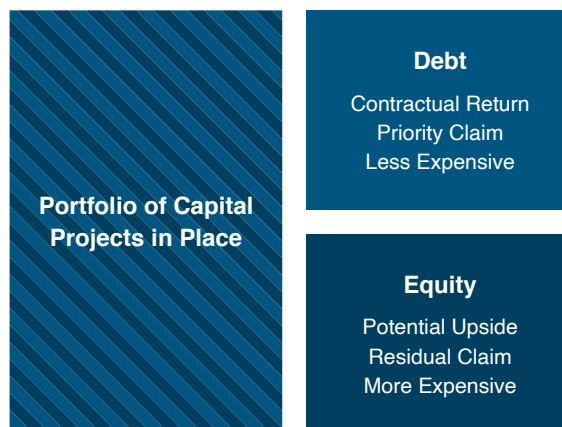 Portfolio of Capital
Projects in Place
Debt
Contractual Return
Priority Claim
Less Expensive
Equity
Potential Upside
Residual Claim
More Expensive